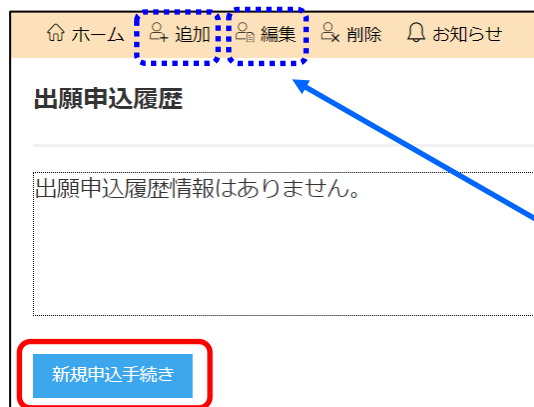 ホーム 追加 編集 削除 お知らせ
出願申込履歴
出願申込履歴情報はありません。
新規申込手続き